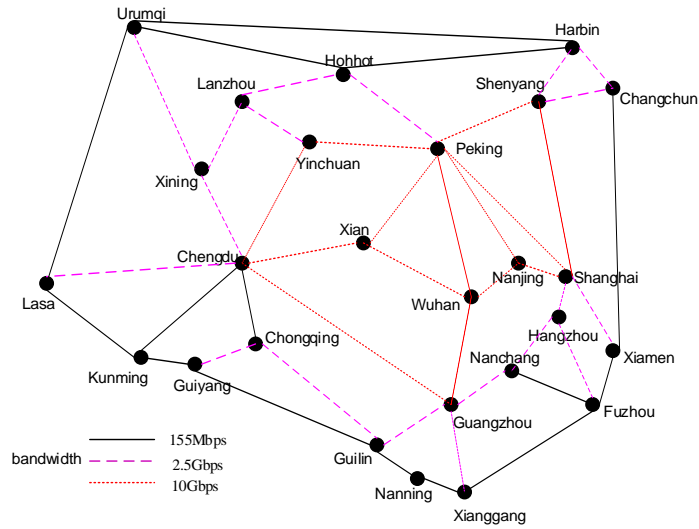 Urumqi
Harbin
Hohhot
Lanzhou
Shenyang
Changchun
Yinchuan
Peking
Xining
Xian
Chengdu
Nanjing
Shanghai
Lasa
Wuhan
Hangzhou
Chongqing
Nanchang
Xiamen
Kunming
Guiyang
Guangzhou
Fuzhou
155Mbps
bandwidth
2.5Gbps
Guilin
10Gbps
Nanning
Xianggang